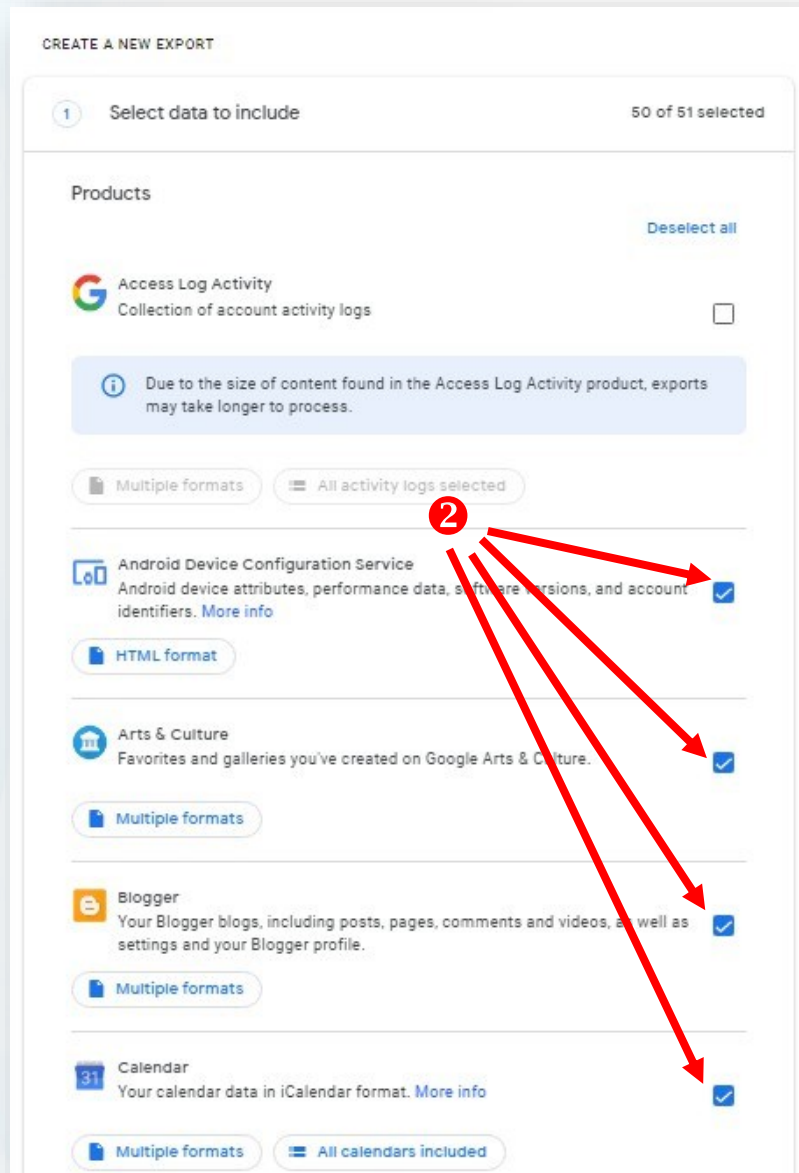 CREATE A NEW EXPORT
1 Select data to include 50 of 51 selected
Products
Deselect all
Access Log Activity
Collection of account activity logs
Due to the size of content found in the Access Log Activity product, exports
may take longer to process.
Multiple formats All activity logs selected
2
Android Device Configuration Service
Android device attributes, performance data, software versions, and account
identifiers. More info
HTML format
Arts & Culture
Favorites and galleries you've created on Google Arts & Culture.
Multiple formats
Blogger
Your Blogger blogs, including posts, pages, comments and videos, as well as
settings and your Blogger profile.
Multiple formats
31 Calendar
Your calendar data in iCalendar format. More info
Multiple formats All calendars included